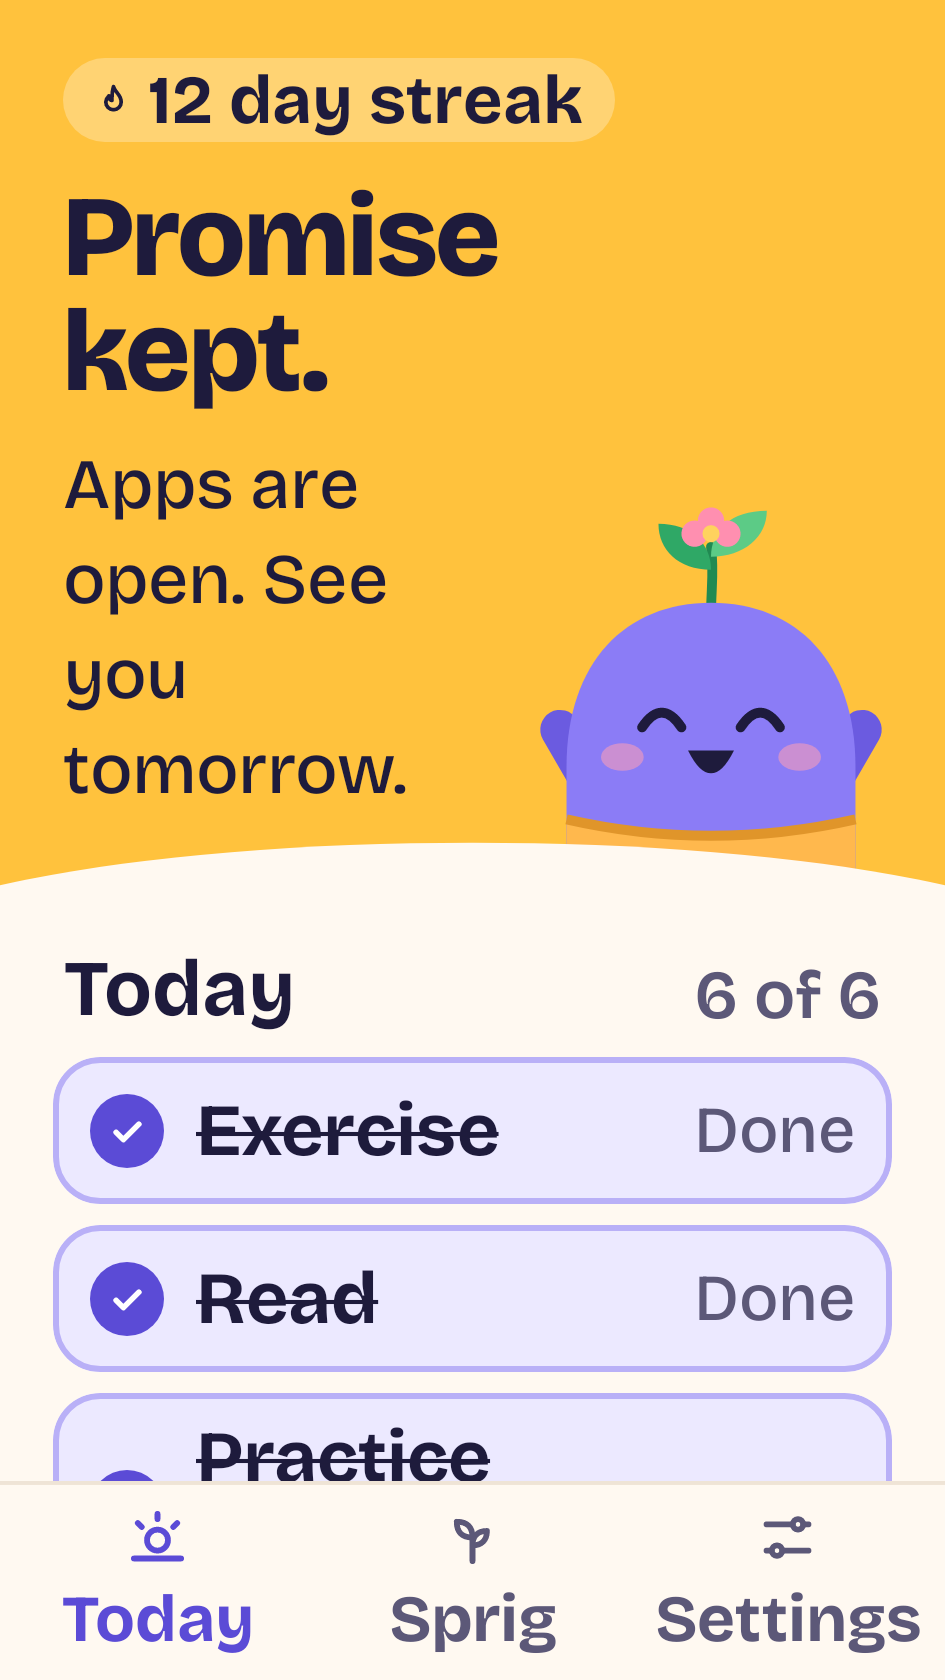 12 day streak
Promise
kept.
Apps are
open. See
you
tomorrow.
Today
6 of 6
Exercise
Done
Read
Done
Practice
Today
Sprig
Settings